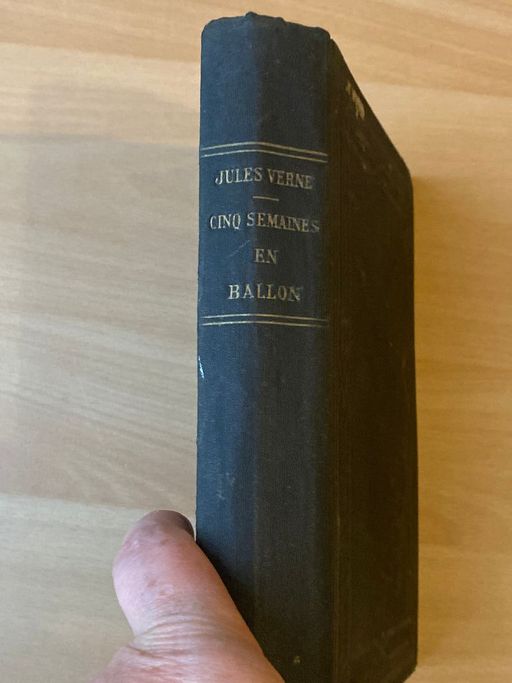 JULES VERNE
CINQ SEMAINES
EN
BALLON